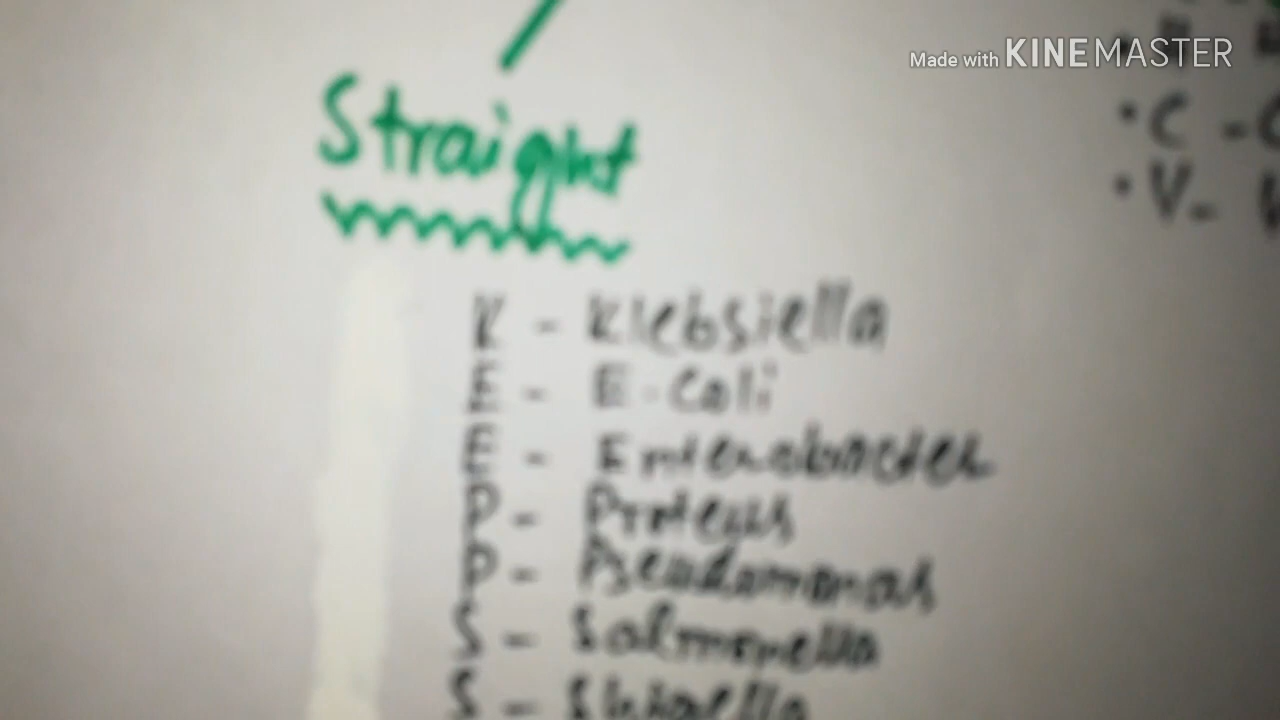 Made with KINEMASTER
Straight
• C -
• V -
K - Klebsiella
E - E. Coli
E - Enterobacter
P - Proteus
P - Pseudomonas
S - Salmonella
S - Shigella